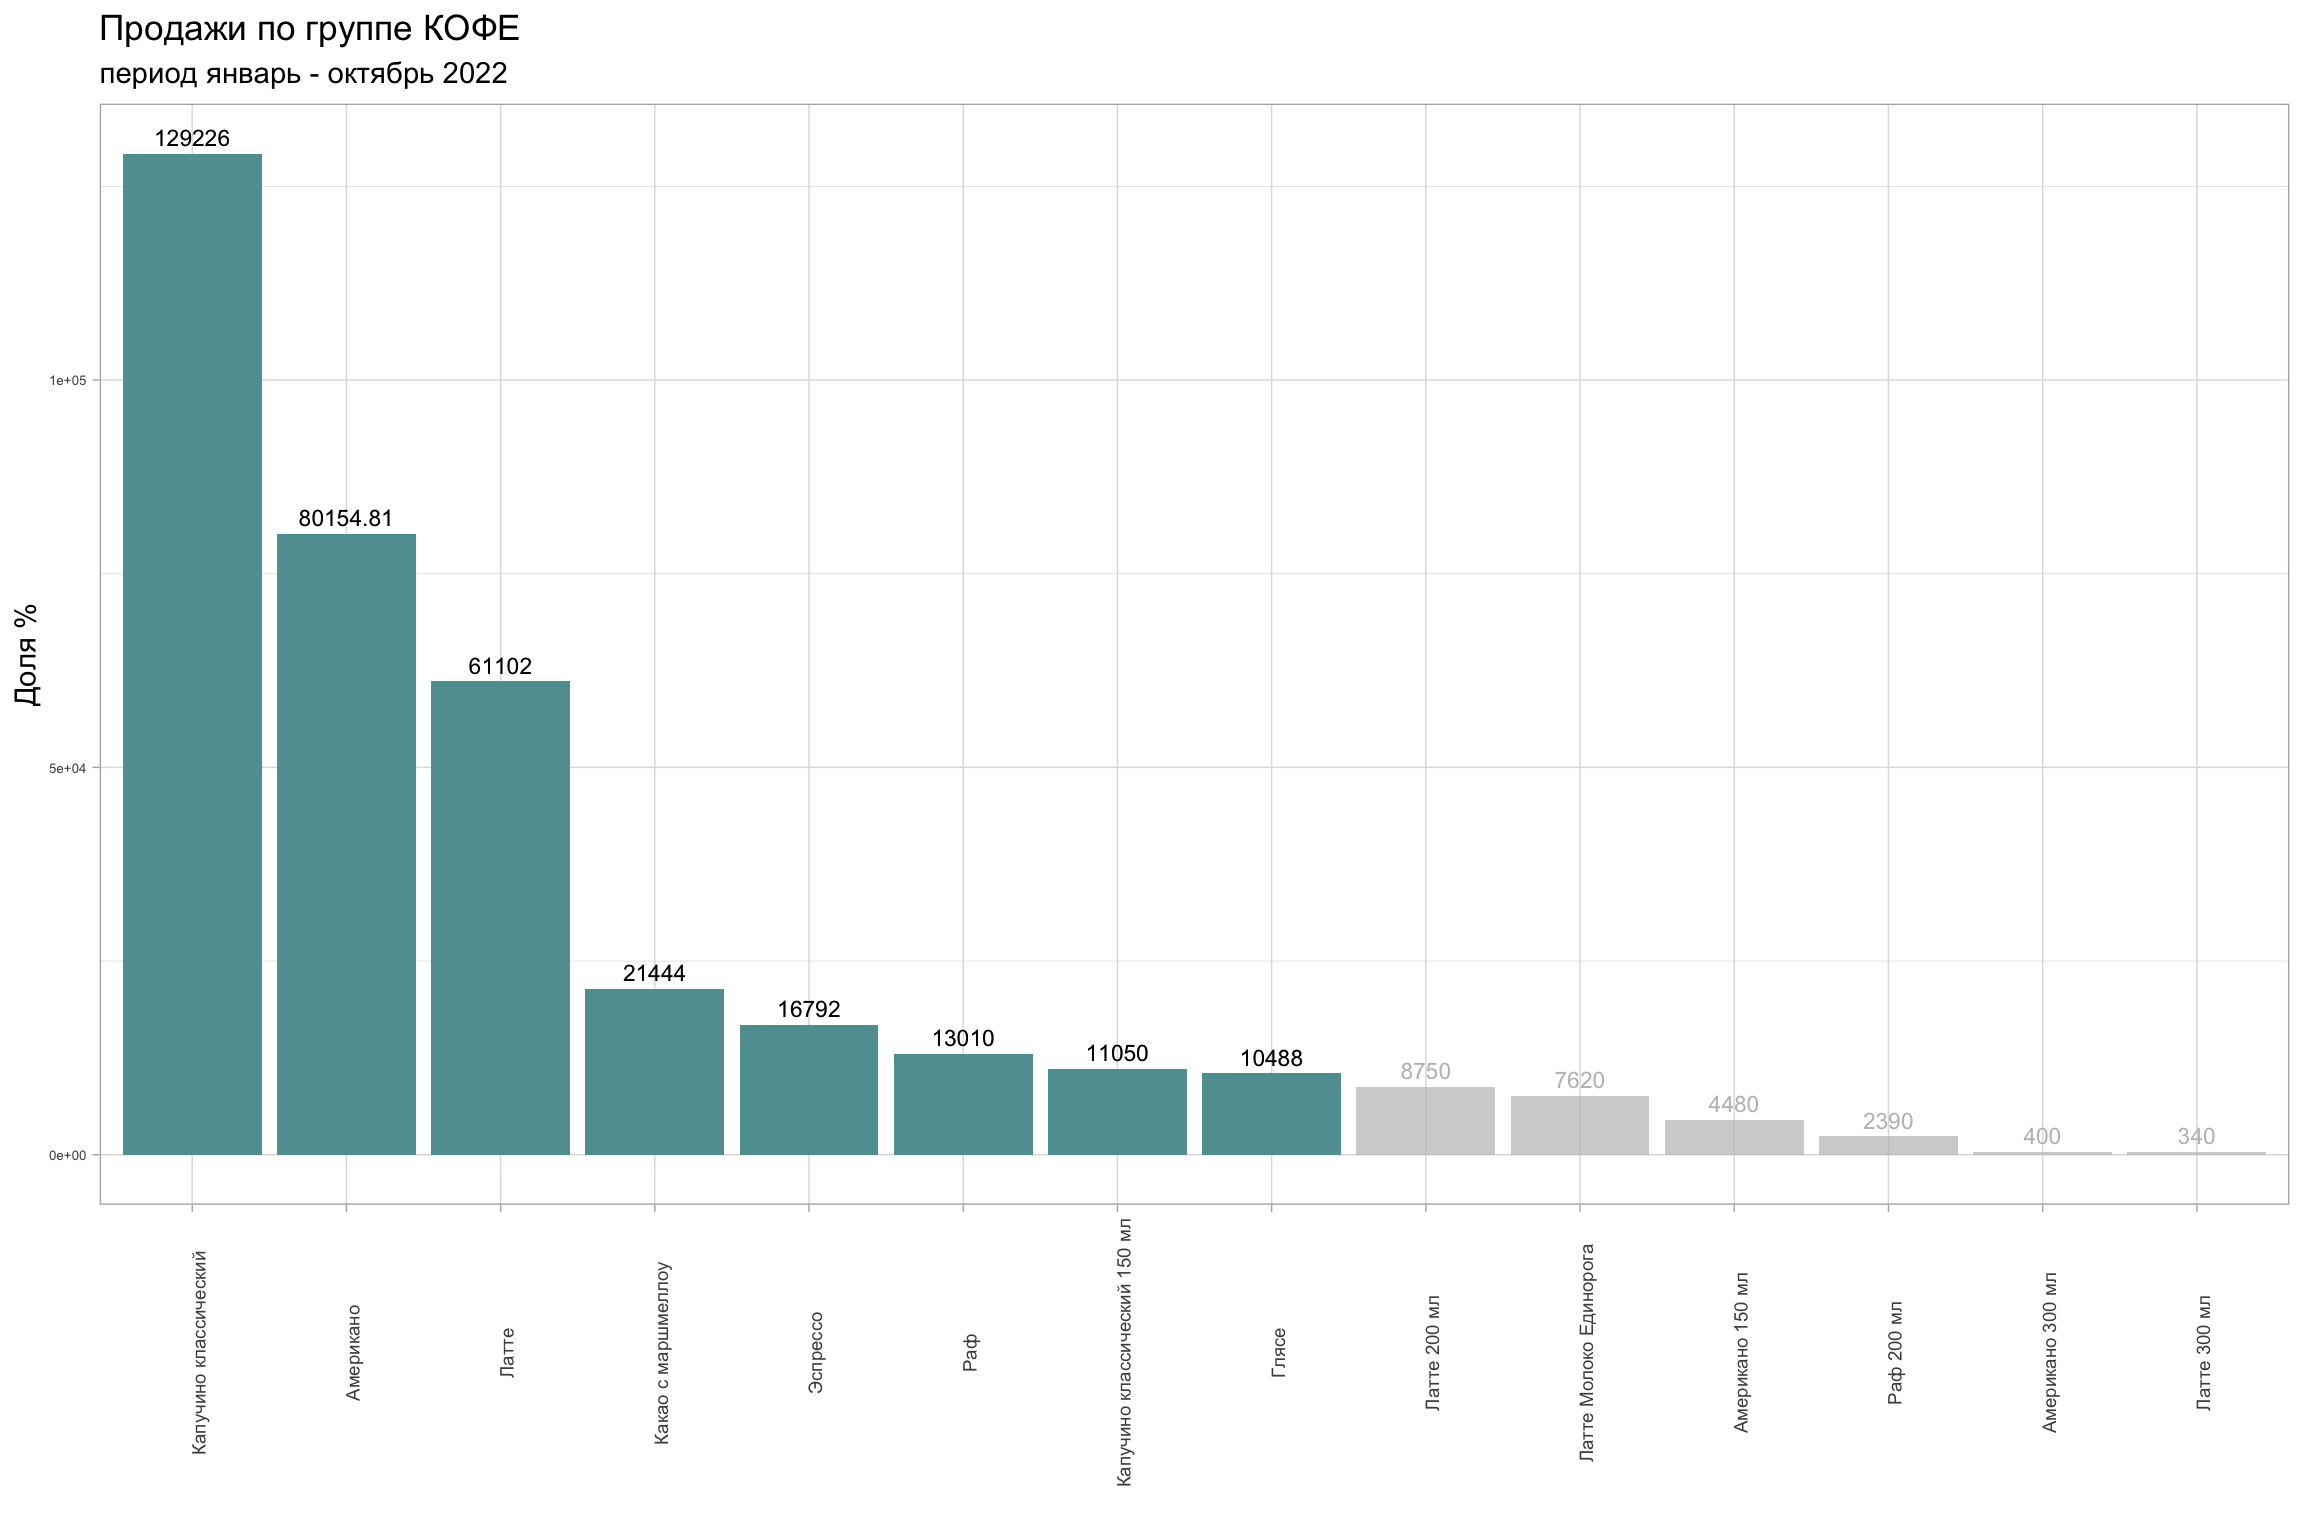 Продажи по группе КОФЕ
период январь - октябрь 2022
Доля %
1e+05
5e+04
0e+00
129226
80154.81
61102
21444
16792
13010
11050
10488
8750
7620
4480
2390
400
340
Капучино классический
Американо
Латте
Какао с маршмеллоу
Эспрессо
Раф
Капучино классический 150 мл
Глясе
Латте 200 мл
Латте Молоко Единорога
Американо 150 мл
Раф 200 мл
Американо 300 мл
Латте 300 мл